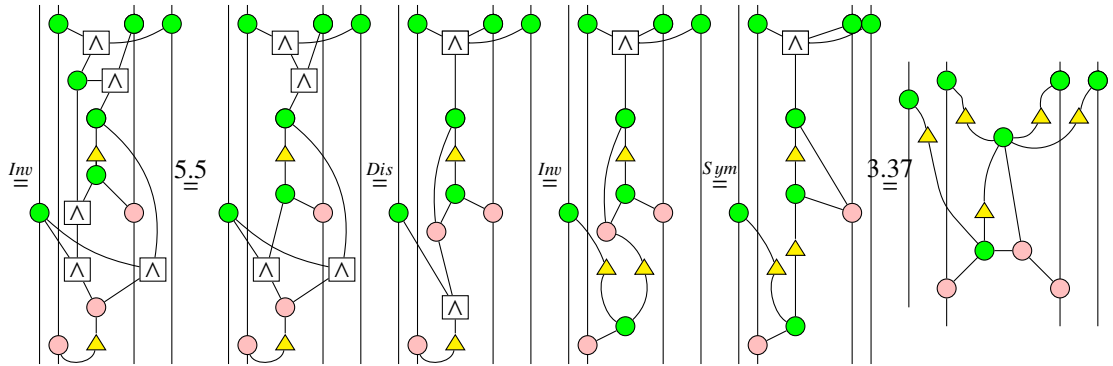 ∧ ∧ ∧ ∧ ∧
∧ ∧
Inv 5.5 Dis Inv Sym 3.37
= = = = = =
∧
∧ ∧ ∧ ∧
∧